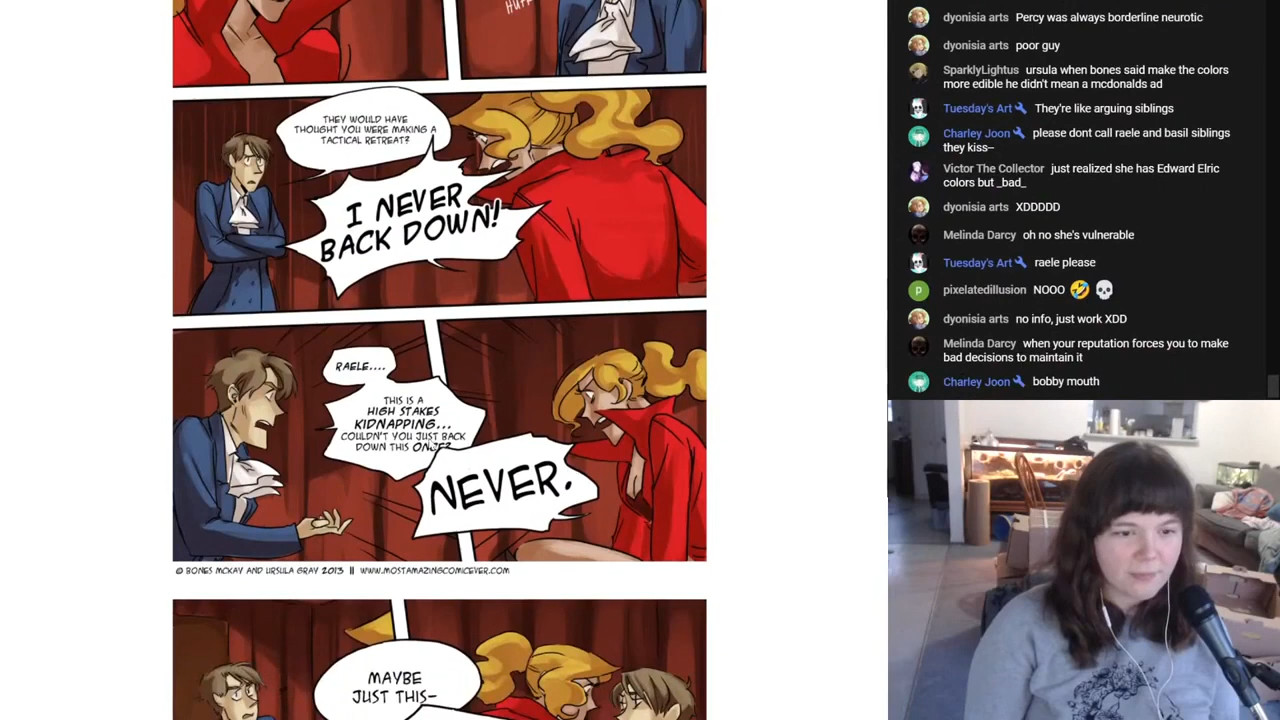 HUFF
THEY WOULD HAVE
THOUGHT YOU WERE MAKING A
TACTICAL RETREAT?
I NEVER
BACK DOWN!
RAELE....
THIS IS A
HIGH STAKES
KIDNAPPING...
COULDN'T YOU JUST BACK
DOWN THIS ONCE?
NEVER.
© BONES MCKAY AND URSULA GRAY 2013 || WWW.MOSTAMAZINGCOMICEVER.COM
MAYBE
JUST THIS-
dyonisia arts Percy was always borderline neurotic
dyonisia arts poor guy
SparklyLightus ursula when bones said make the colors
more edible he didn't mean a mcdonalds ad
Tuesday's Art They're like arguing siblings
Charley Joon please dont call raele and basil siblings
they kiss--
Victor The Collector just realized she has Edward Elric
colors but _bad_
dyonisia arts XDDDDD
Melinda Darcy oh no she's vulnerable
Tuesday's Art raele please
p pixelatedillusion NOOO 🤣 💀
dyonisia arts no info, just work XDD
Melinda Darcy when your reputation forces you to make
bad decisions to maintain it
Charley Joon bobby mouth